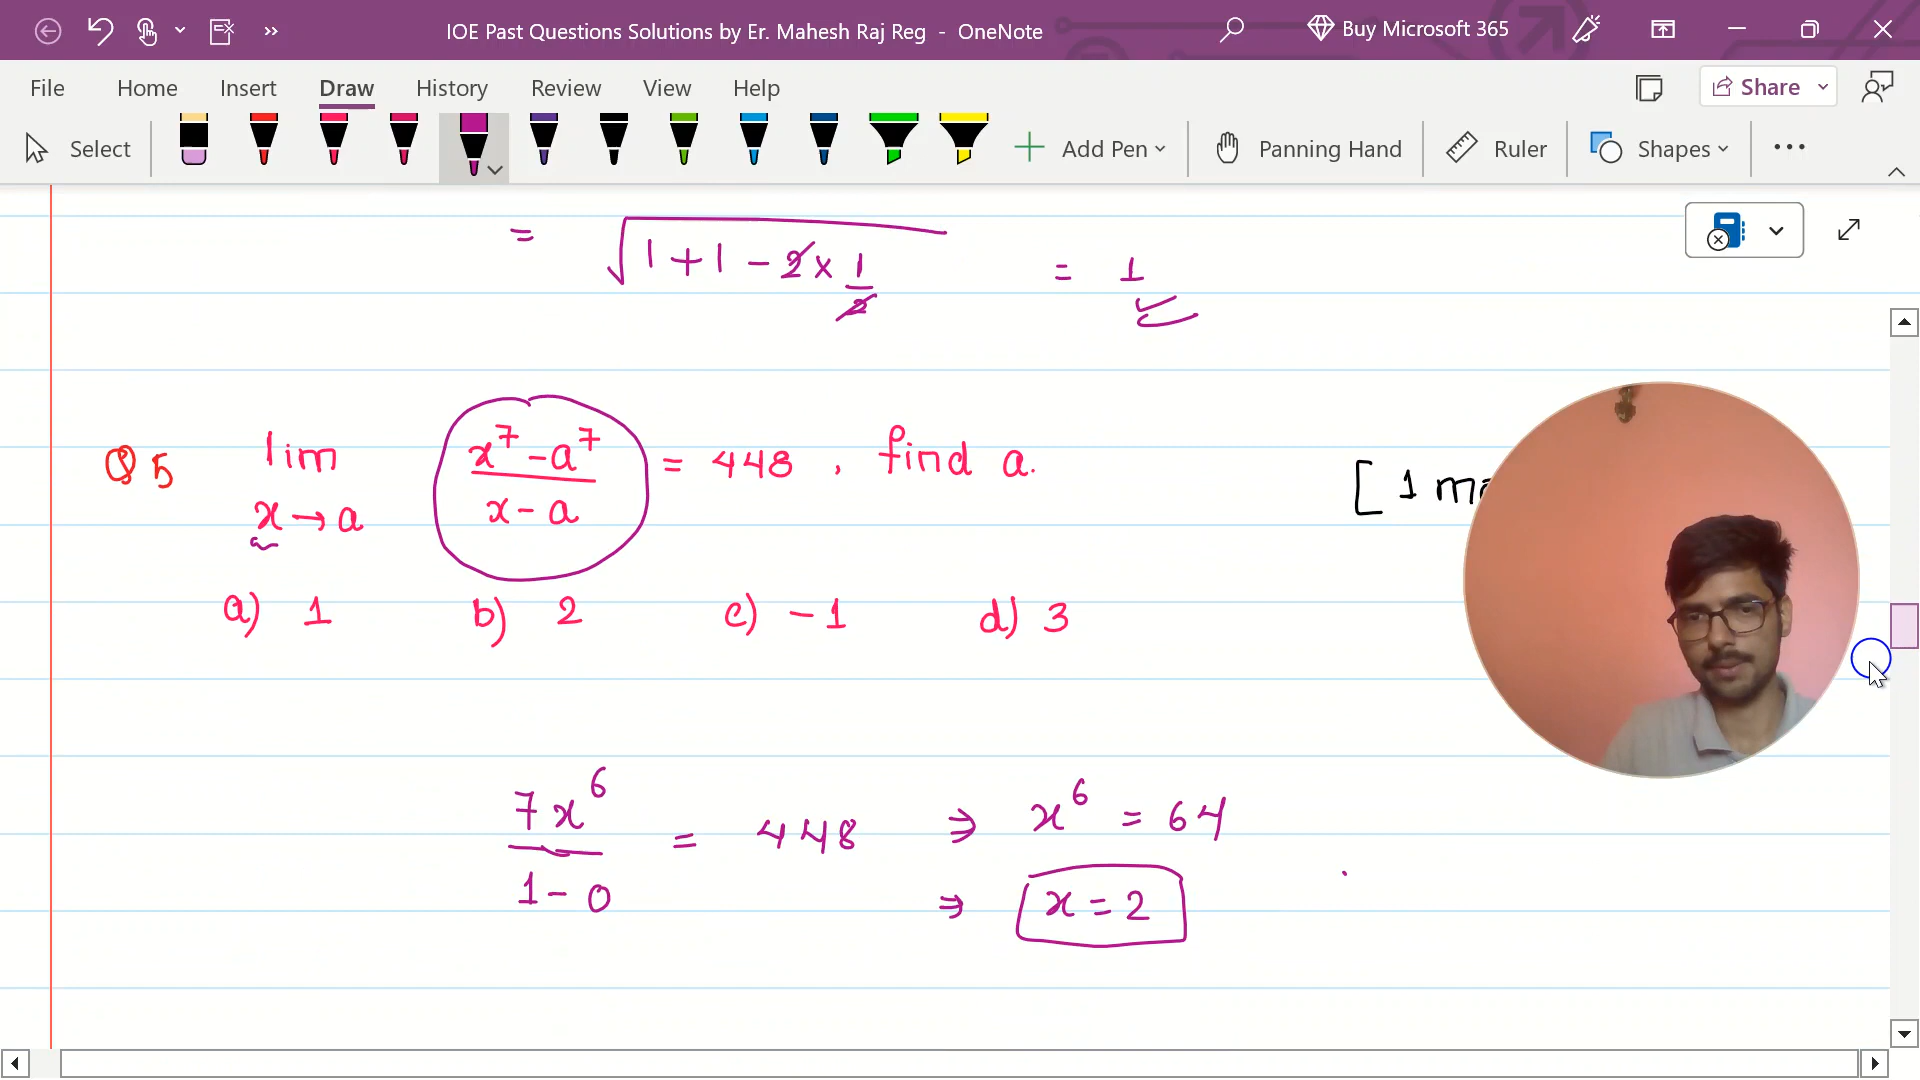 IOE Past Questions Solutions by Er. Mahesh Raj Reg - OneNote
Buy Microsoft 365
File Home Insert Draw History Review View Help
Share
Select
Add Pen
Panning Hand
Ruler
Shapes
= √(1 + 1 - 2 × 1/2) = 1
Q 5 lim x → a (x⁷ - a⁷)/(x - a) = 448 , find a.
[ 1 m
a) 1 b) 2 c) -1 d) 3
7x⁶/(1 - 0) = 448 ⇒ x⁶ = 64
⇒ x = 2